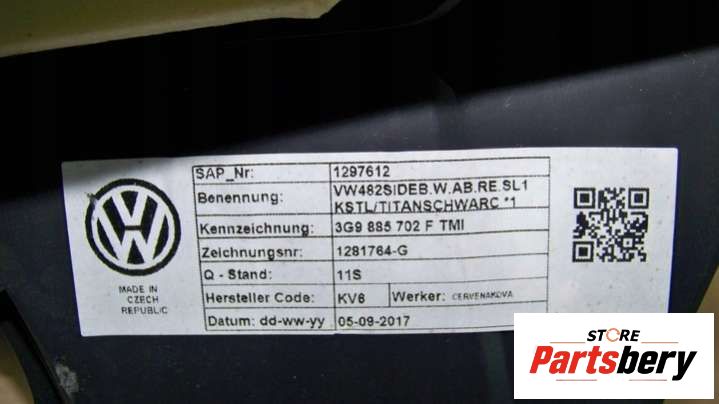 SAP_Nr: 1297612
Benennung: VW482SIDEB.W.AB.RE.SL1
KSTL/TITANSCHWARC *1
Kennzeichnung: 3G9 885 702 F TMI
Zeichnungsnr: 1281764-G
Q - Stand: 11S
Hersteller Code: KV6 Werker: CERVENAKOVA
Datum: dd-ww-yy 05-09-2017
VW
MADE IN
CZECH
REPUBLIC
STORE
Partsbery